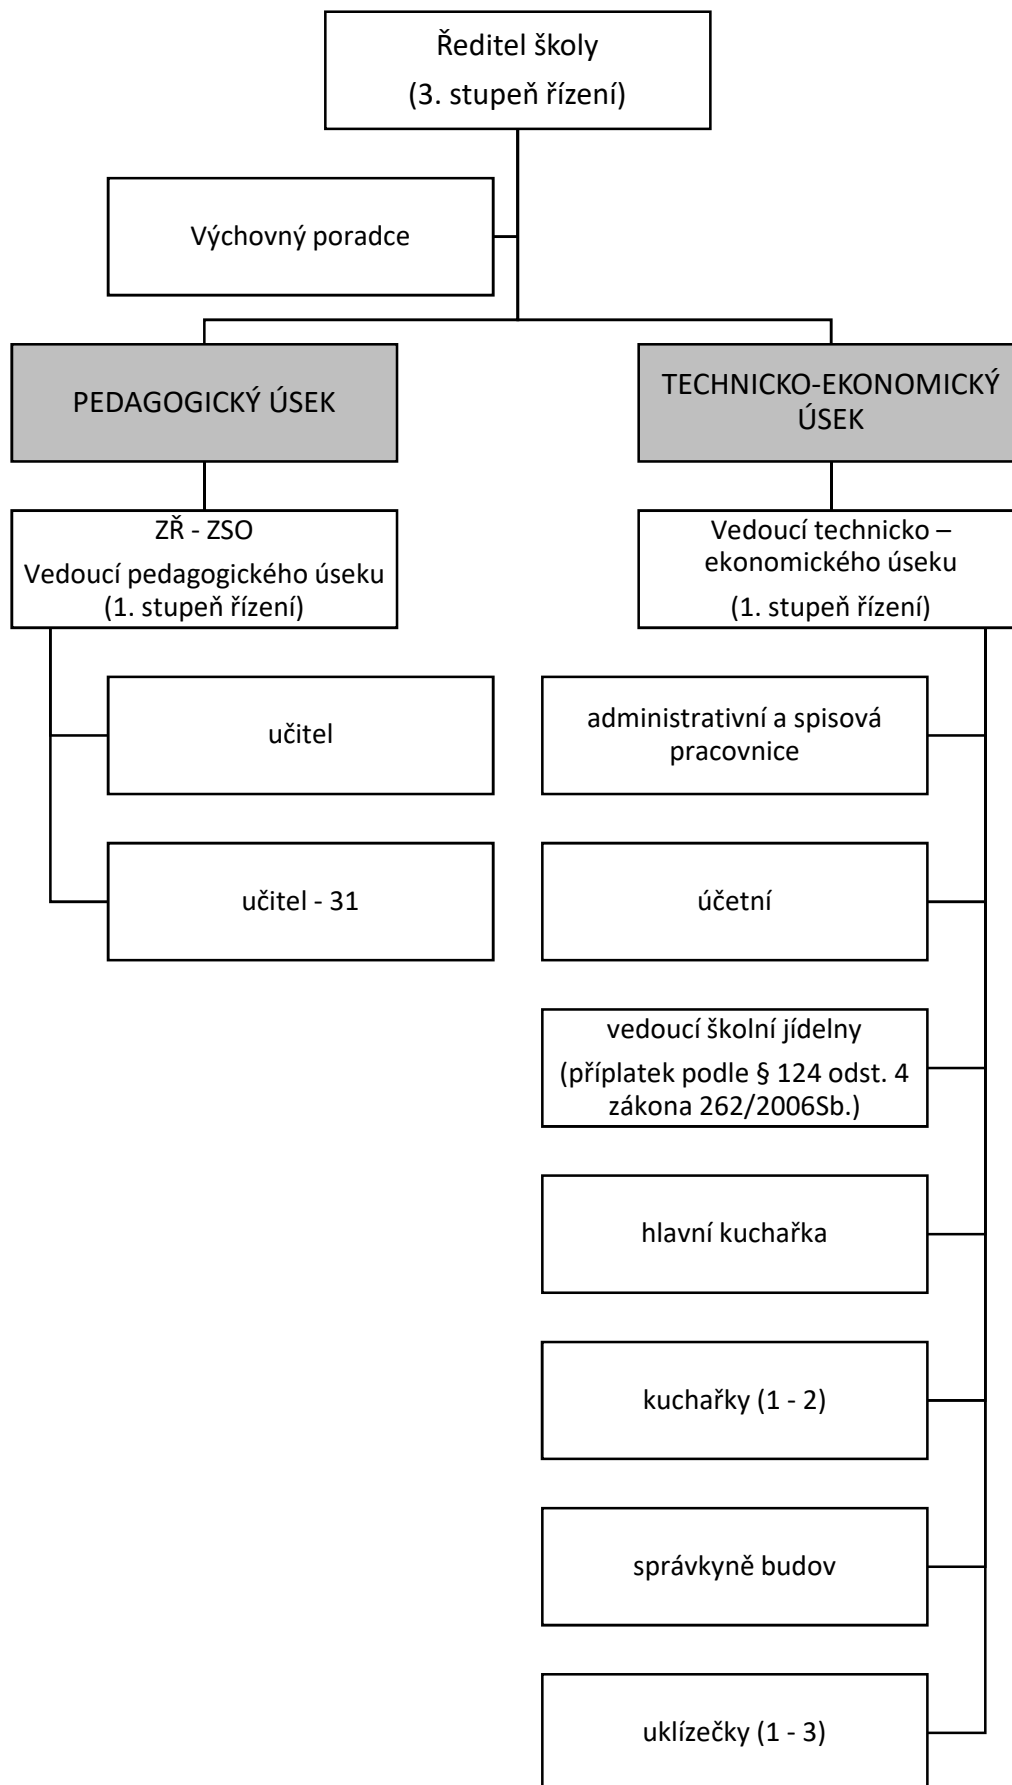 Ředitel školy
(3. stupeň řízení)
Výchovný poradce
PEDAGOGICKÝ ÚSEK
TECHNICKO-EKONOMICKÝ
ÚSEK
ZŘ - ZSO
Vedoucí pedagogického úseku
(1. stupeň řízení)
Vedoucí technicko –
ekonomického úseku
(1. stupeň řízení)
učitel
učitel - 31
administrativní a spisová
pracovnice
účetní
vedoucí školní jídelny
(příplatek podle § 124 odst. 4
zákona 262/2006Sb.)
hlavní kuchařka
kuchařky (1 - 2)
správkyně budov
uklízečky (1 - 3)